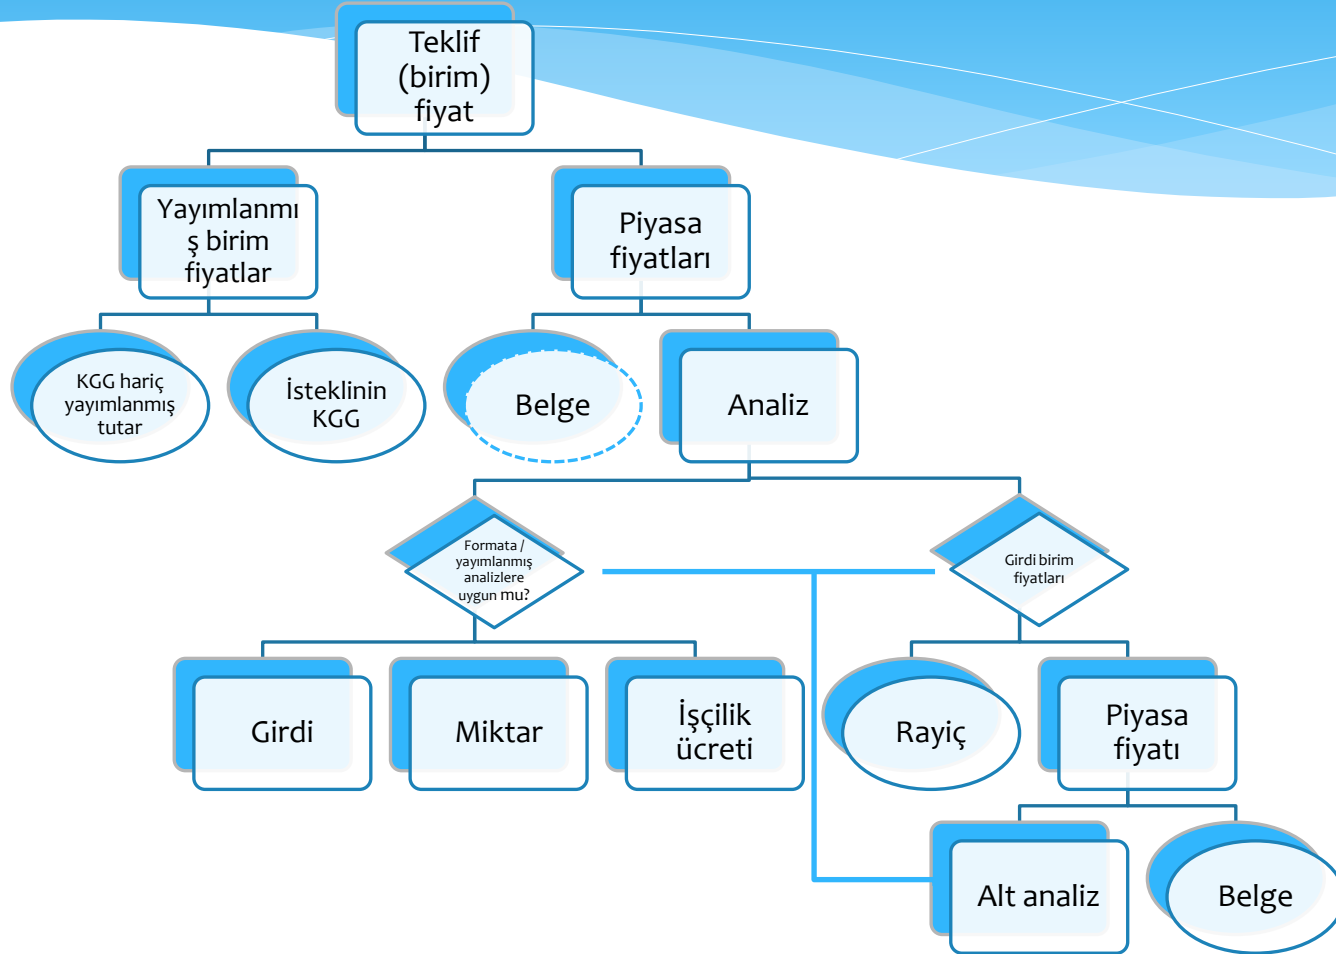 Teklif
(birim)
fiyat
Yayımlanmı
ş birim
fiyatlar
Piyasa
fiyatları
KGG hariç
yayımlanmış
tutar
İsteklinin
KGG
Belge
Analiz
Formata /
yayımlanmış
analizlere
uygun mu?
Girdi birim
fiyatları
Girdi
Miktar
İşçilik
ücreti
Rayiç
Piyasa
fiyatı
Alt analiz
Belge